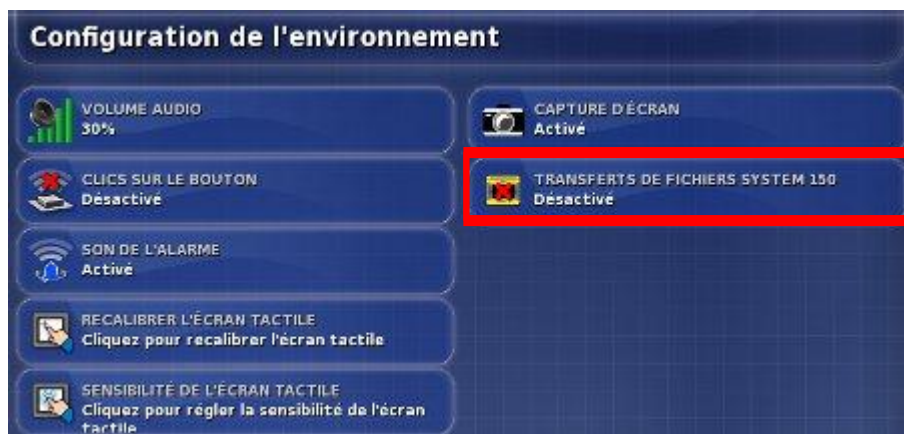 Configuration de l'environnement
VOLUME AUDIO
30%
CLICS SUR LE BOUTON
Désactivé
SON DE L'ALARME
Activé
RECALIBRER L'ÉCRAN TACTILE
Cliquez pour recalibrer l'écran tactile
SENSIBILITÉ DE L'ÉCRAN TACTILE
Cliquez pour régler la sensibilité de l'écran
tactile
CAPTURE D'ÉCRAN
Activé
TRANSFERTS DE FICHIERS SYSTEM 150
Désactivé